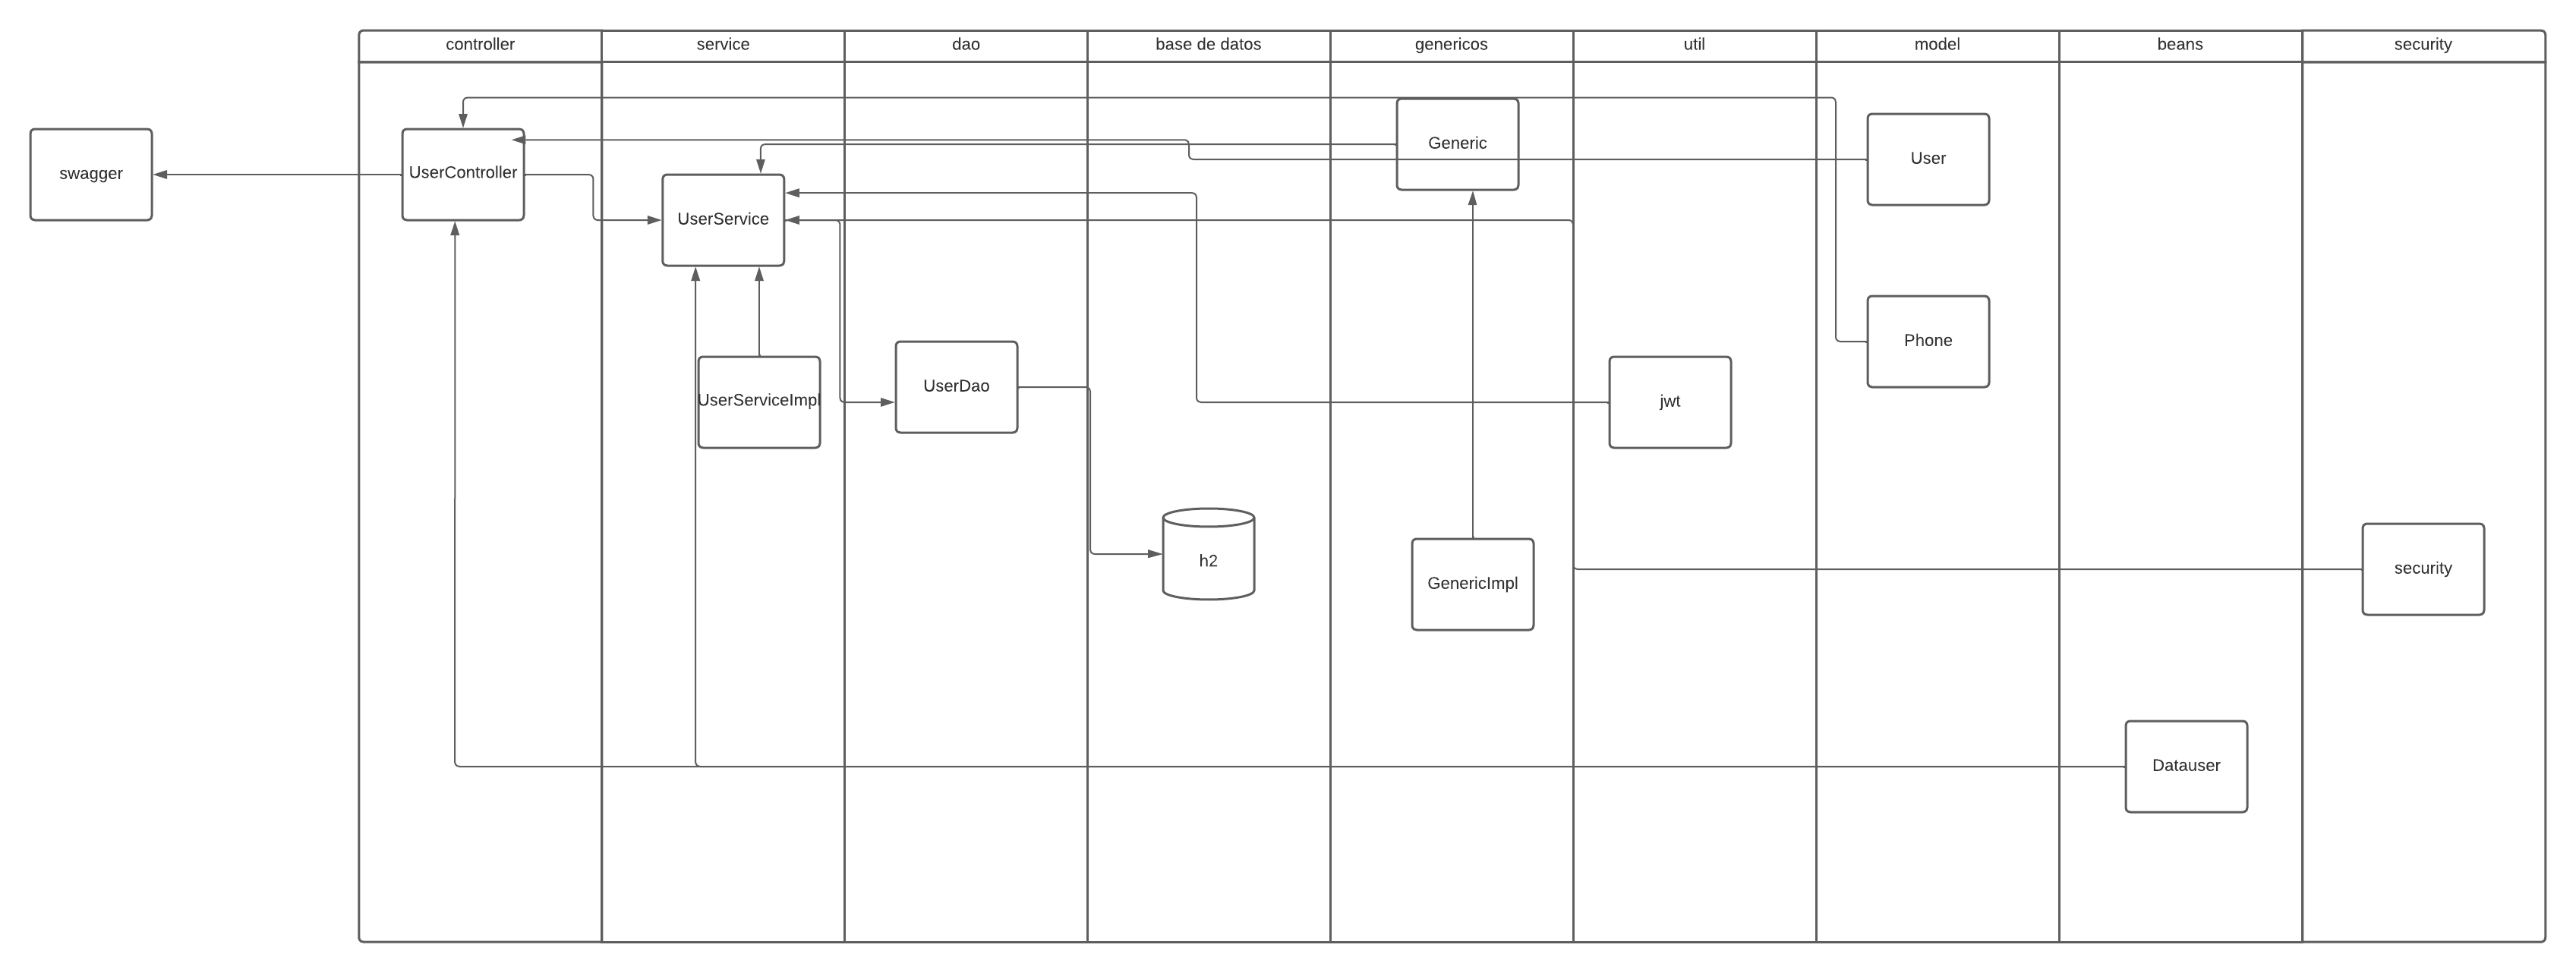 controller
service
dao
base de datos
genericos
util
model
beans
security
swagger
UserController
UserService
Generic
User
Phone
UserServiceImpl
UserDao
jwt
h2
GenericImpl
security
Datauser